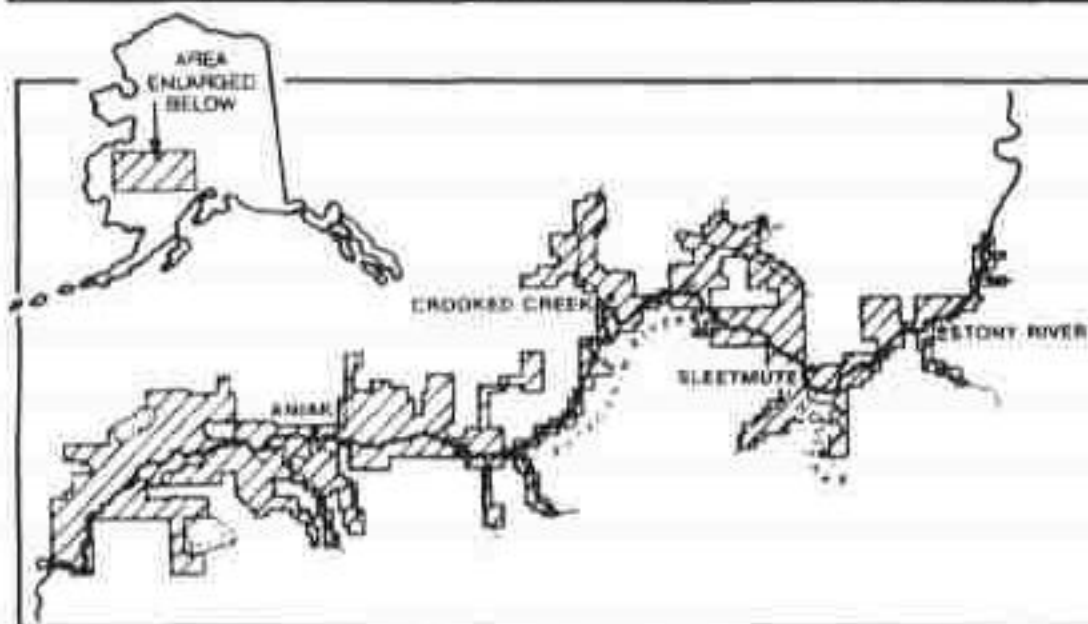 AREA
ENLARGED
BELOW
CROOKED CREEK
STONY RIVER
SLEETMUTE
ANIAK